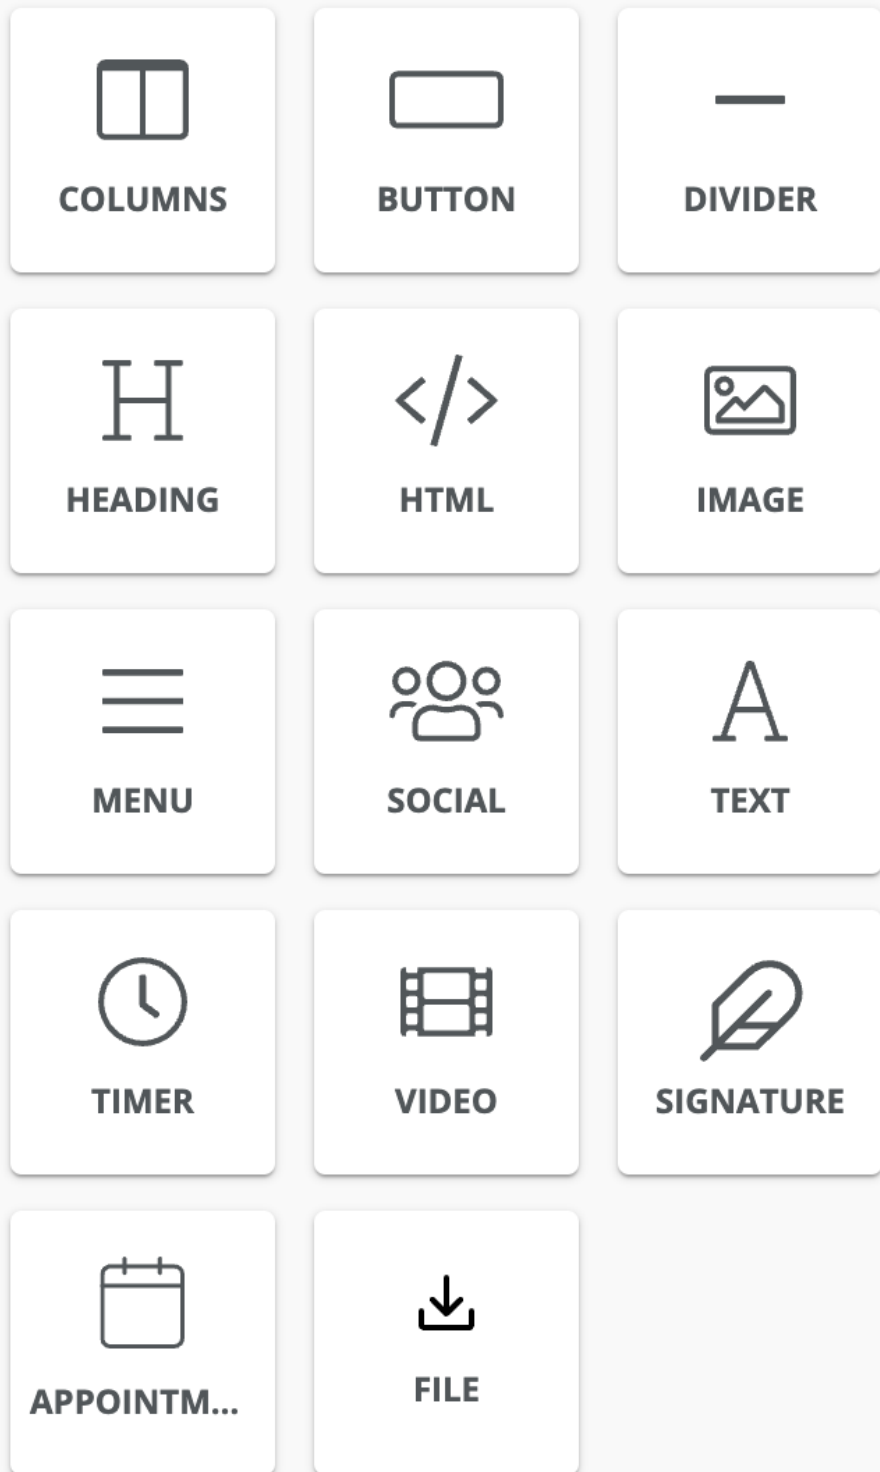 COLUMNS
BUTTON
DIVIDER
HEADING
HTML
IMAGE
MENU
SOCIAL
TEXT
TIMER
VIDEO
SIGNATURE
APPOINTM...
FILE